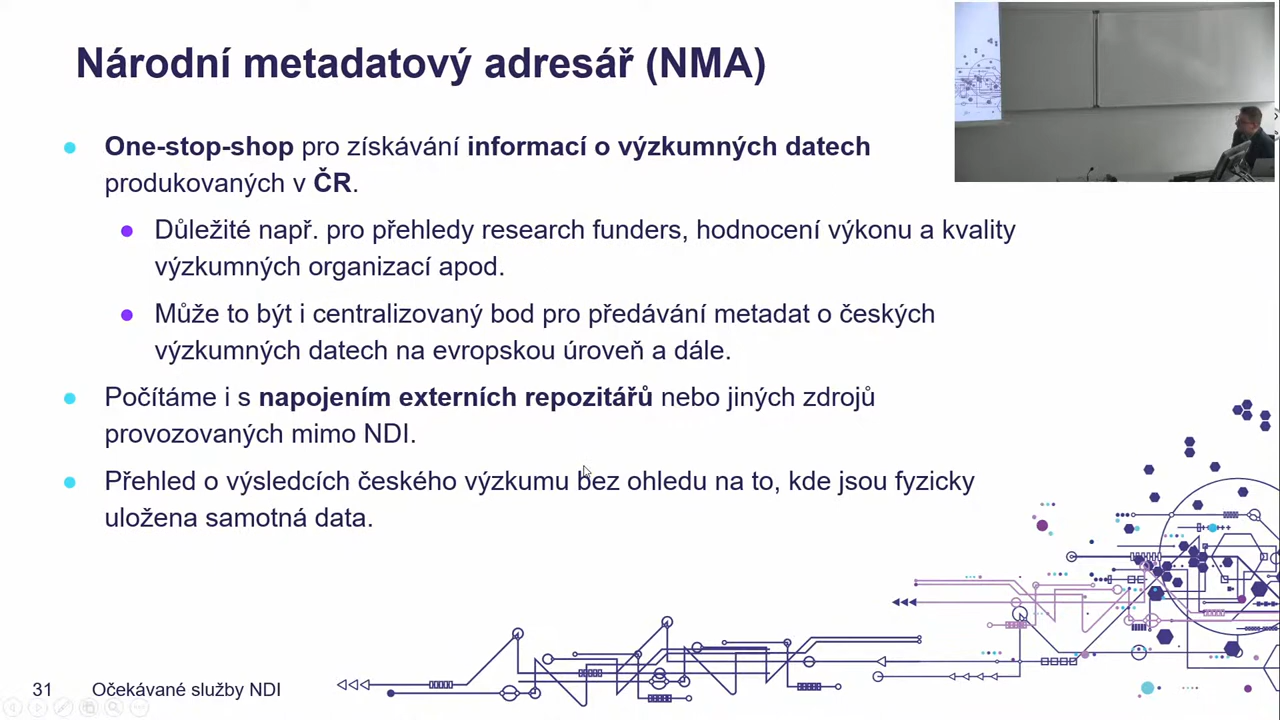 Národní metadatový adresář (NMA)
One-stop-shop pro získávání informací o výzkumných datech
produkovaných v ČR.
Důležité např. pro přehledy research funders, hodnocení výkonu a kvality
výzkumných organizací apod.
Může to být i centralizovaný bod pro předávání metadat o českých
výzkumných datech na evropskou úroveň a dále.
Počítáme i s napojením externích repozitářů nebo jiných zdrojů
provozovaných mimo NDI.
Přehled o výsledcích českého výzkumu bez ohledu na to, kde jsou fyzicky
uložena samotná data.
31 Očekávané služby NDI